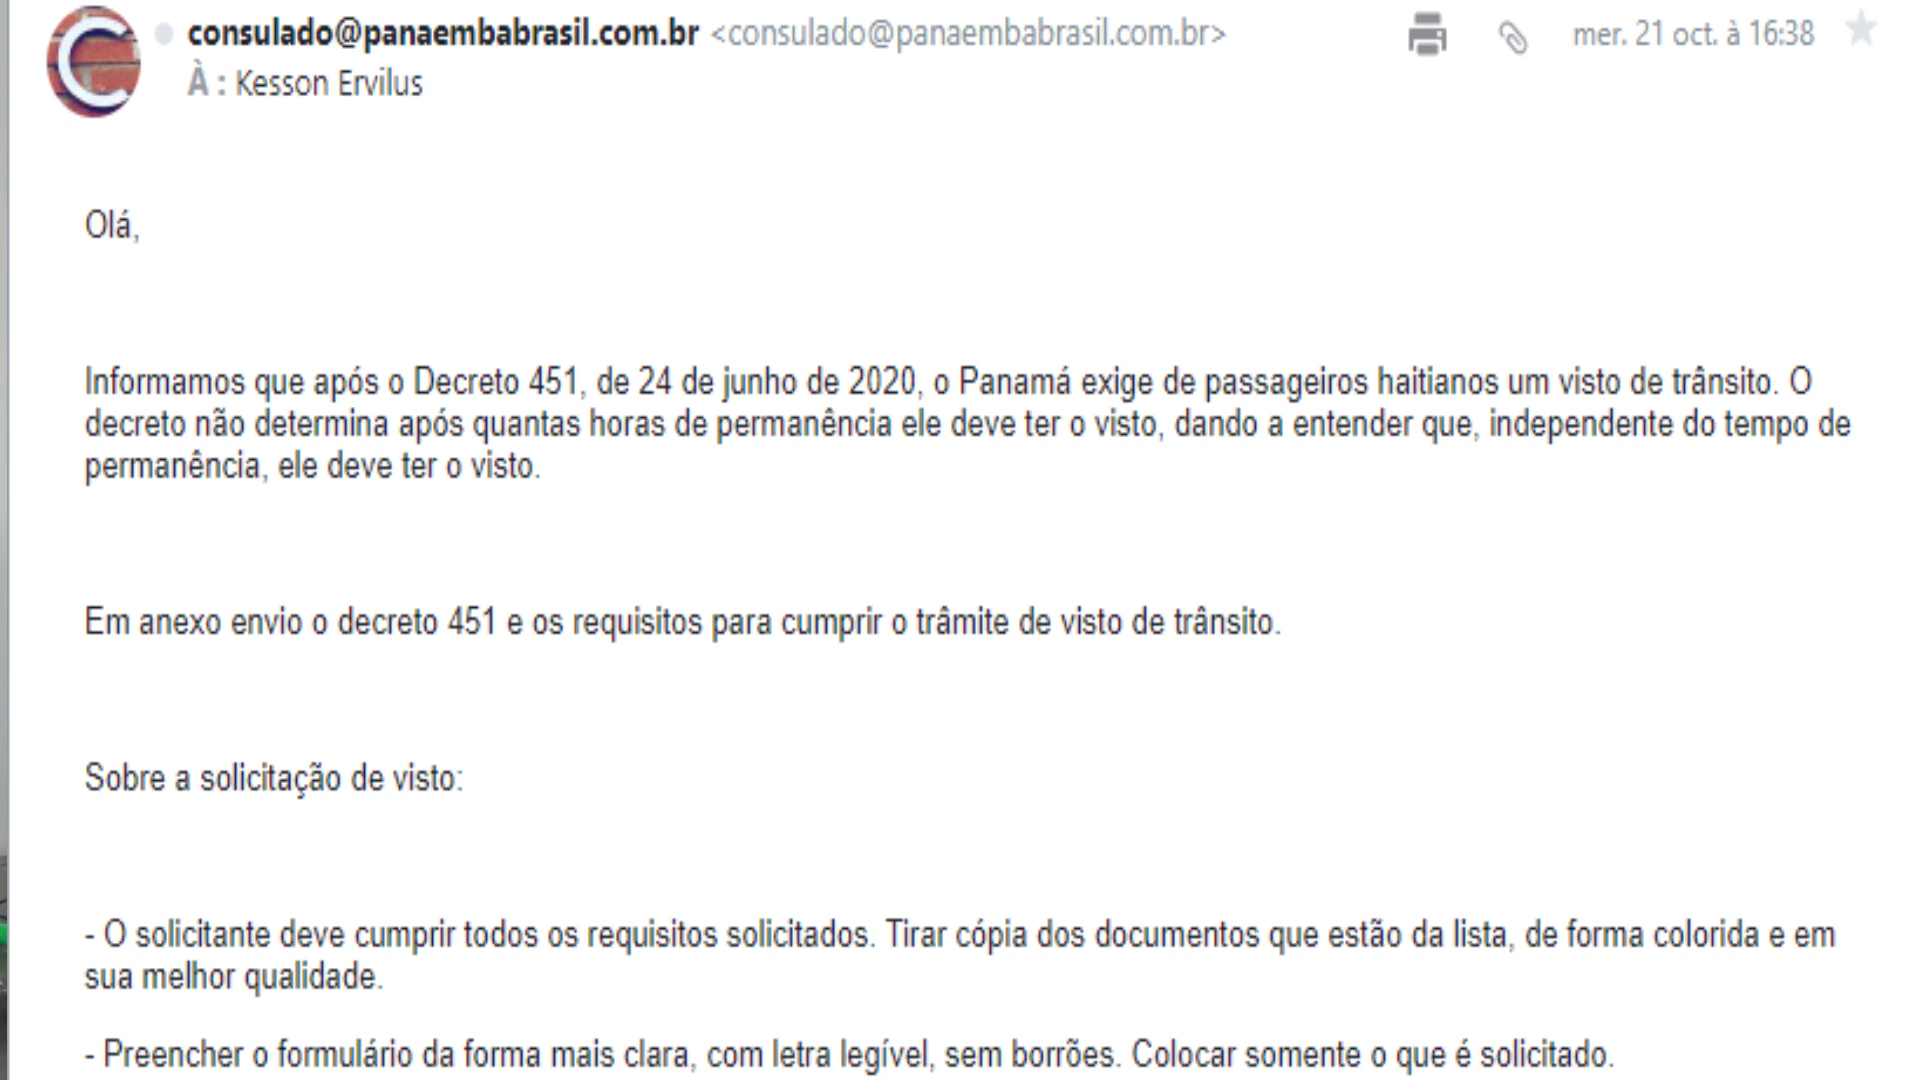 consulado@panaembabrasil.com.br <consulado@panaembabrasil.com.br> mer. 21 oct. à 16:38
À : Kesson Ervilus
Olá,
Informamos que após o Decreto 451, de 24 de junho de 2020, o Panamá exige de passageiros haitianos um visto de trânsito. O
decreto não determina após quantas horas de permanência ele deve ter o visto, dando a entender que, independente do tempo de
permanência, ele deve ter o visto.
Em anexo envio o decreto 451 e os requisitos para cumprir o trâmite de visto de trânsito.
Sobre a solicitação de visto:
- O solicitante deve cumprir todos os requisitos solicitados. Tirar cópia dos documentos que estão da lista, de forma colorida e em
sua melhor qualidade.
- Preencher o formulário da forma mais clara, com letra legível, sem borrões. Colocar somente o que é solicitado.